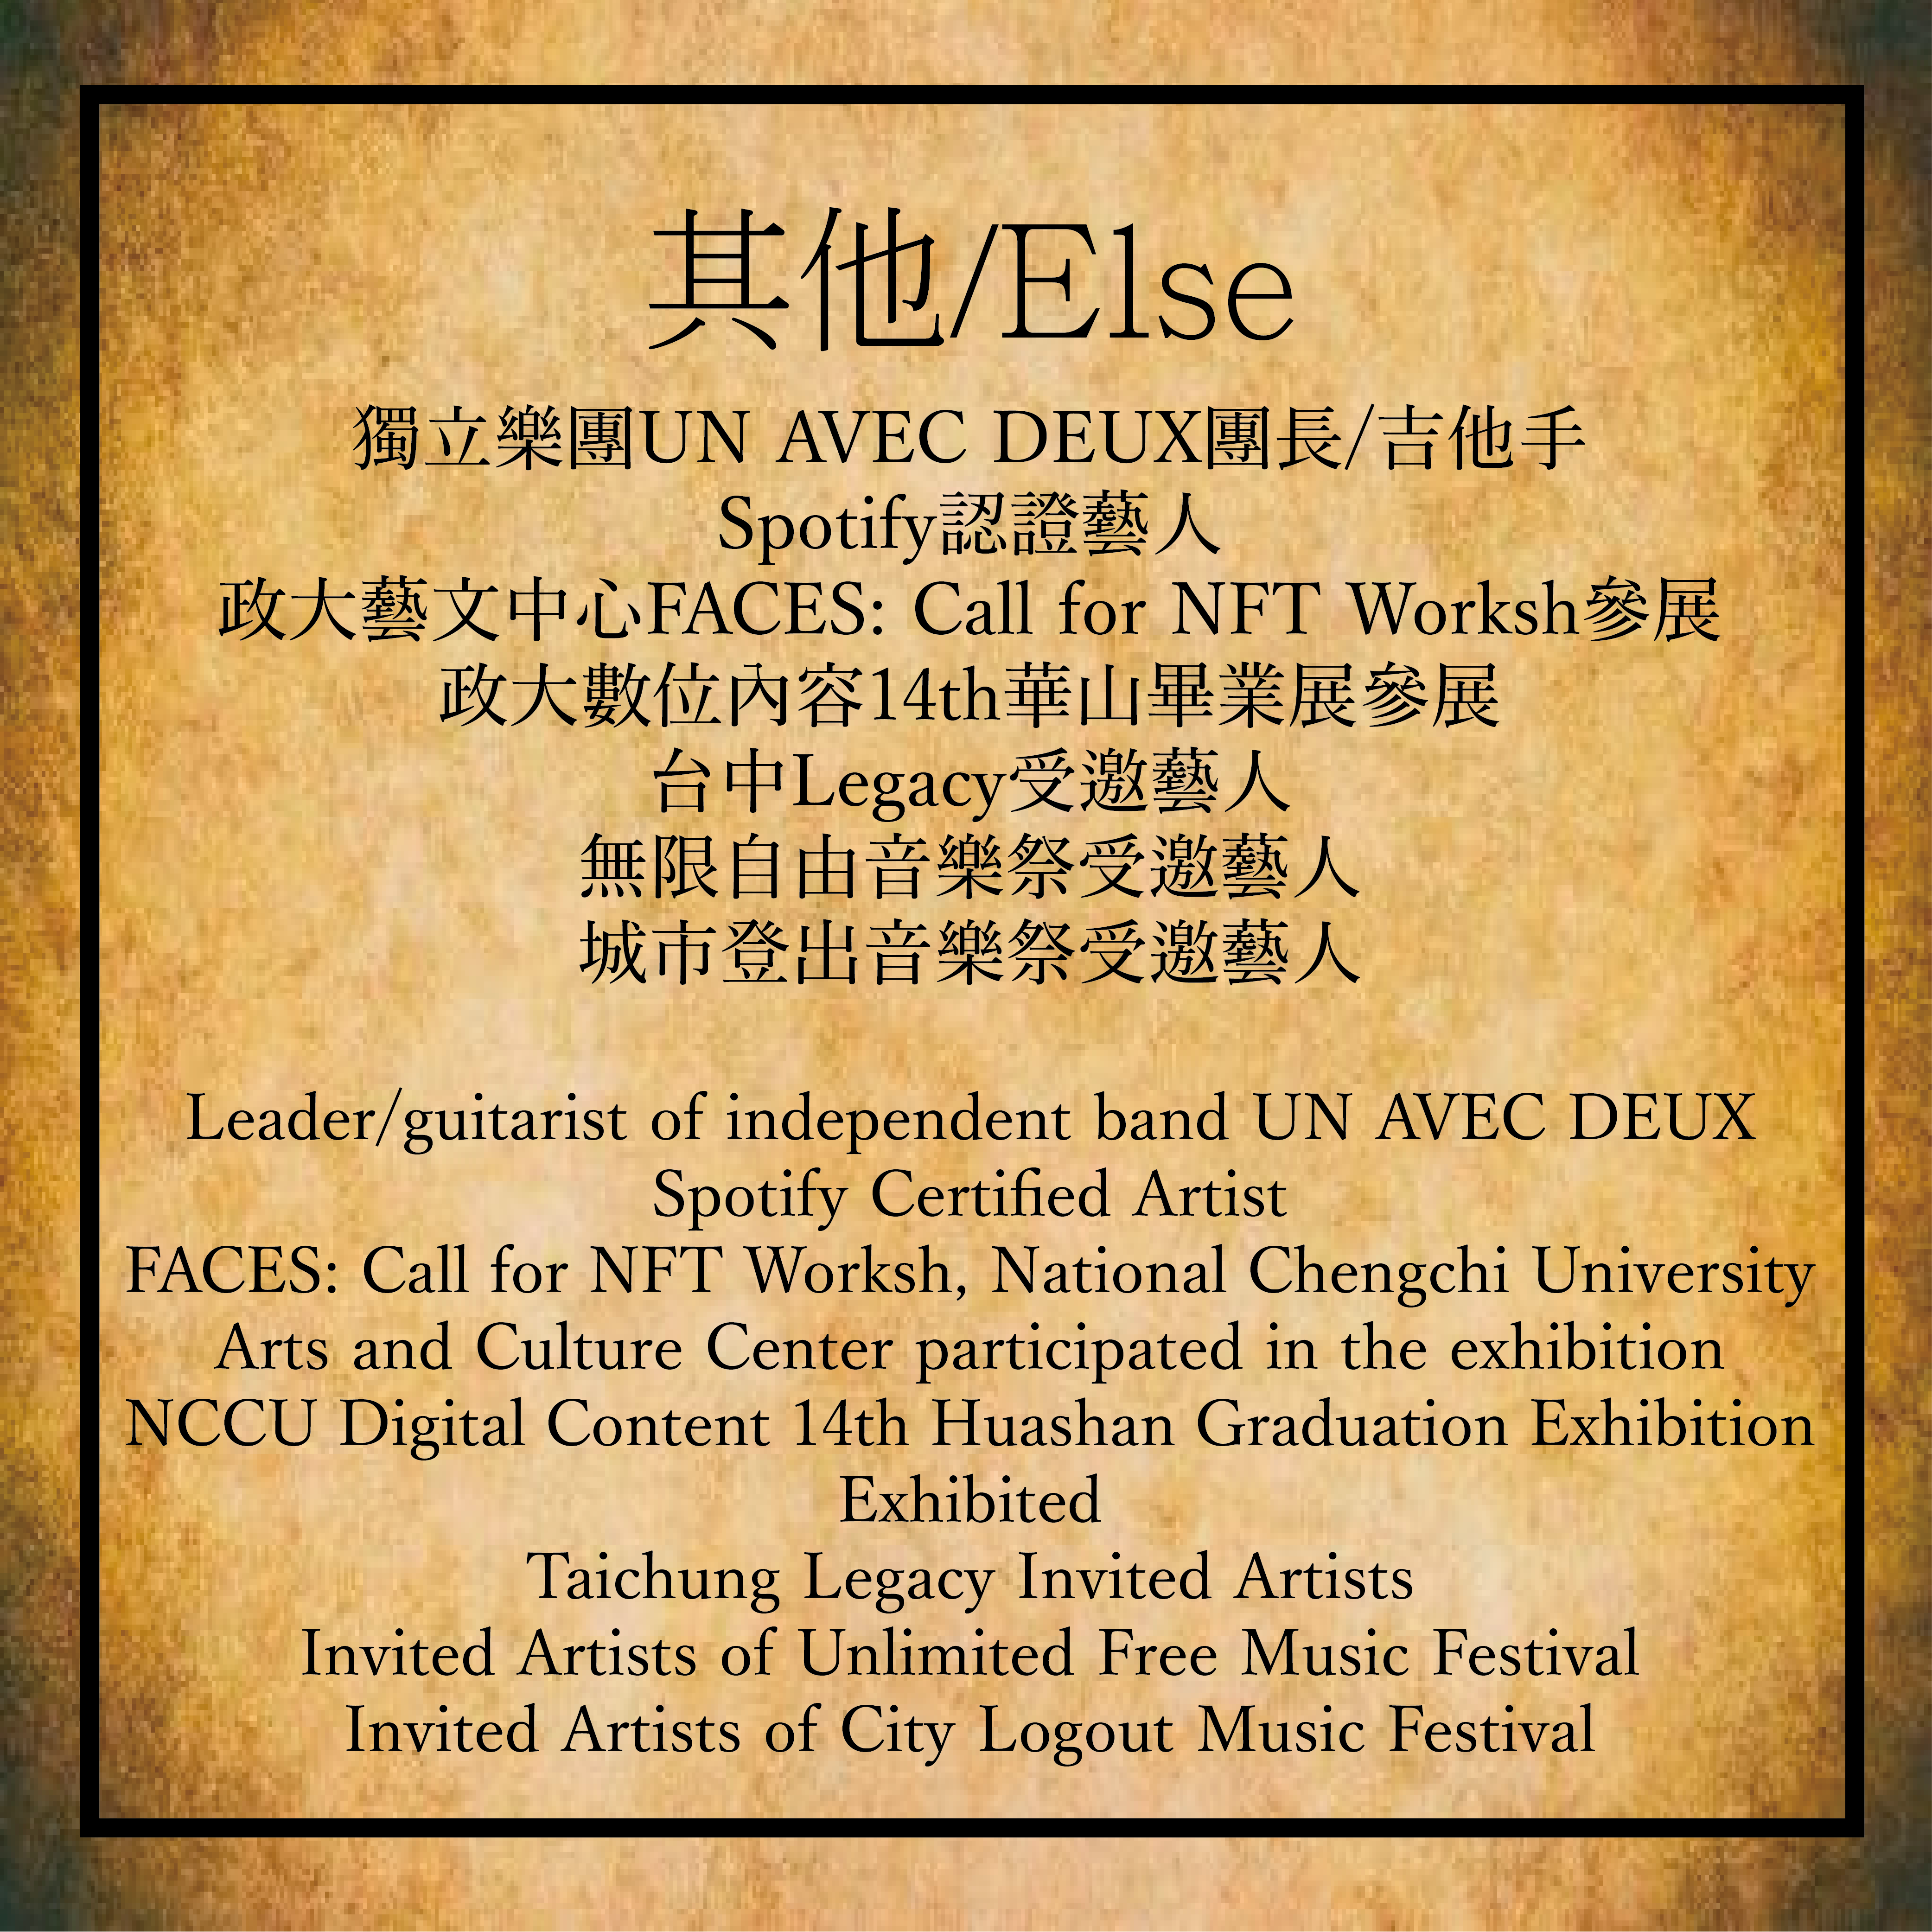 其他/Else
獨立樂團UN AVEC DEUX團長/吉他手
Spotify認證藝人
政大藝文中心FACES: Call for NFT Worksh參展
政大數位內容14th華山畢業展參展
台中Legacy受邀藝人
無限自由音樂祭受邀藝人
城市登出音樂祭受邀藝人
Leader/guitarist of independent band UN AVEC DEUX
Spotify Certified Artist
FACES: Call for NFT Worksh, National Chengchi University
Arts and Culture Center participated in the exhibition
NCCU Digital Content 14th Huashan Graduation Exhibition
Exhibited
Taichung Legacy Invited Artists
Invited Artists of Unlimited Free Music Festival
Invited Artists of City Logout Music Festival